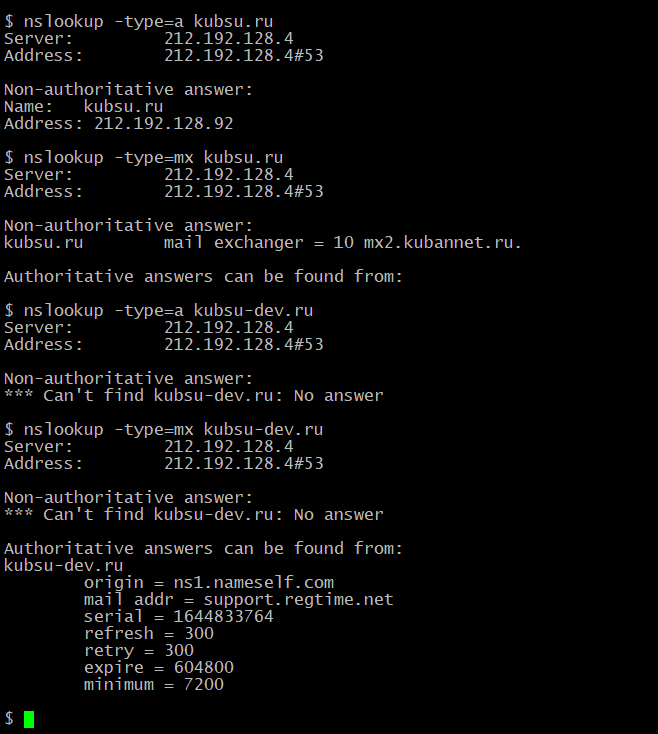 $ nslookup -type=a kubsu.ru
Server:         212.192.128.4
Address:        212.192.128.4#53
Non-authoritative answer:
Name:   kubsu.ru
Address: 212.192.128.92
$ nslookup -type=mx kubsu.ru
Server:         212.192.128.4
Address:        212.192.128.4#53
Non-authoritative answer:
kubsu.ru        mail exchanger = 10 mx2.kubannet.ru.
Authoritative answers can be found from:
$ nslookup -type=a kubsu-dev.ru
Server:         212.192.128.4
Address:        212.192.128.4#53
Non-authoritative answer:
*** Can't find kubsu-dev.ru: No answer
$ nslookup -type=mx kubsu-dev.ru
Server:         212.192.128.4
Address:        212.192.128.4#53
Non-authoritative answer:
*** Can't find kubsu-dev.ru: No answer
Authoritative answers can be found from:
kubsu-dev.ru
        origin = ns1.nameself.com
        mail addr = support.regtime.net
        serial = 1644833764
        refresh = 300
        retry = 300
        expire = 604800
        minimum = 7200
$